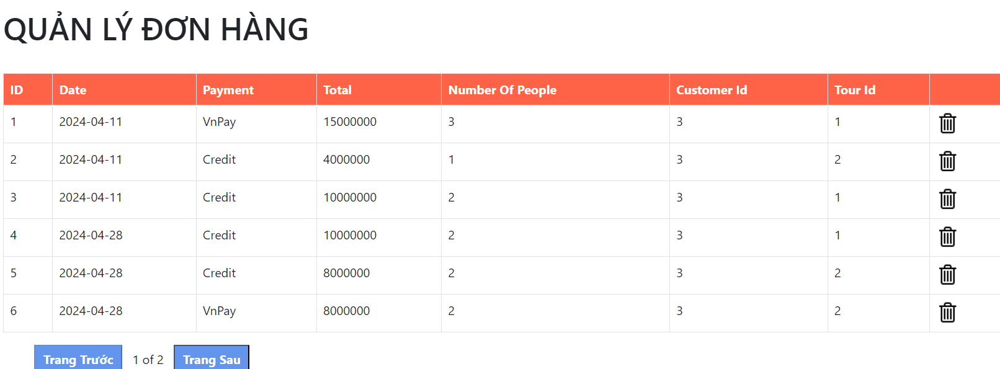 QUẢN LÝ ĐƠN HÀNG
ID Date Payment Total Number Of People Customer Id Tour Id
1 2024-04-11 VnPay 15000000 3 3 1
2 2024-04-11 Credit 4000000 1 3 2
3 2024-04-11 Credit 10000000 2 3 1
4 2024-04-28 Credit 10000000 2 3 1
5 2024-04-28 Credit 8000000 2 3 2
6 2024-04-28 VnPay 8000000 2 3 2
Trang Trước 1 of 2 Trang Sau